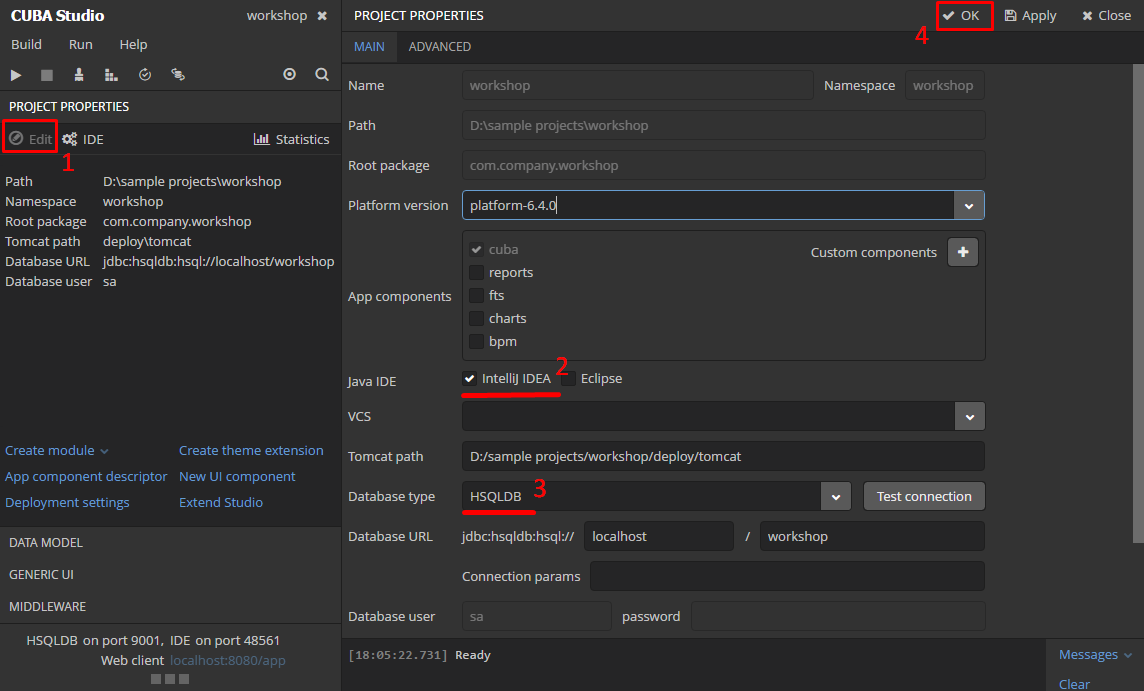 CUBA Studio workshop ✖
Build Run Help
PROJECT PROPERTIES
Edit IDE Statistics
1
Path D:\sample projects\workshop
Namespace workshop
Root package com.company.workshop
Tomcat path deploy\tomcat
Database URL jdbc:hsqldb:hsql://localhost/workshop
Database user sa
Create module Create theme extension
App component descriptor New UI component
Deployment settings Extend Studio
DATA MODEL
GENERIC UI
MIDDLEWARE
HSQLDB on port 9001, IDE on port 48561
Web client localhost:8080/app
PROJECT PROPERTIES 4 OK Apply Close
MAIN ADVANCED
Name workshop Namespace workshop
Path D:\sample projects\workshop
Root package com.company.workshop
Platform version platform-6.4.0
App components
cuba Custom components +
reports
fts
charts
bpm
Java IDE IntelliJ IDEA 2 Eclipse
VCS
Tomcat path D:/sample projects/workshop/deploy/tomcat
Database type HSQLDB 3 Test connection
Database URL jdbc:hsqldb:hsql:// localhost / workshop
Connection params
Database user sa password
[18:05:22.731] Ready
Messages
Clear